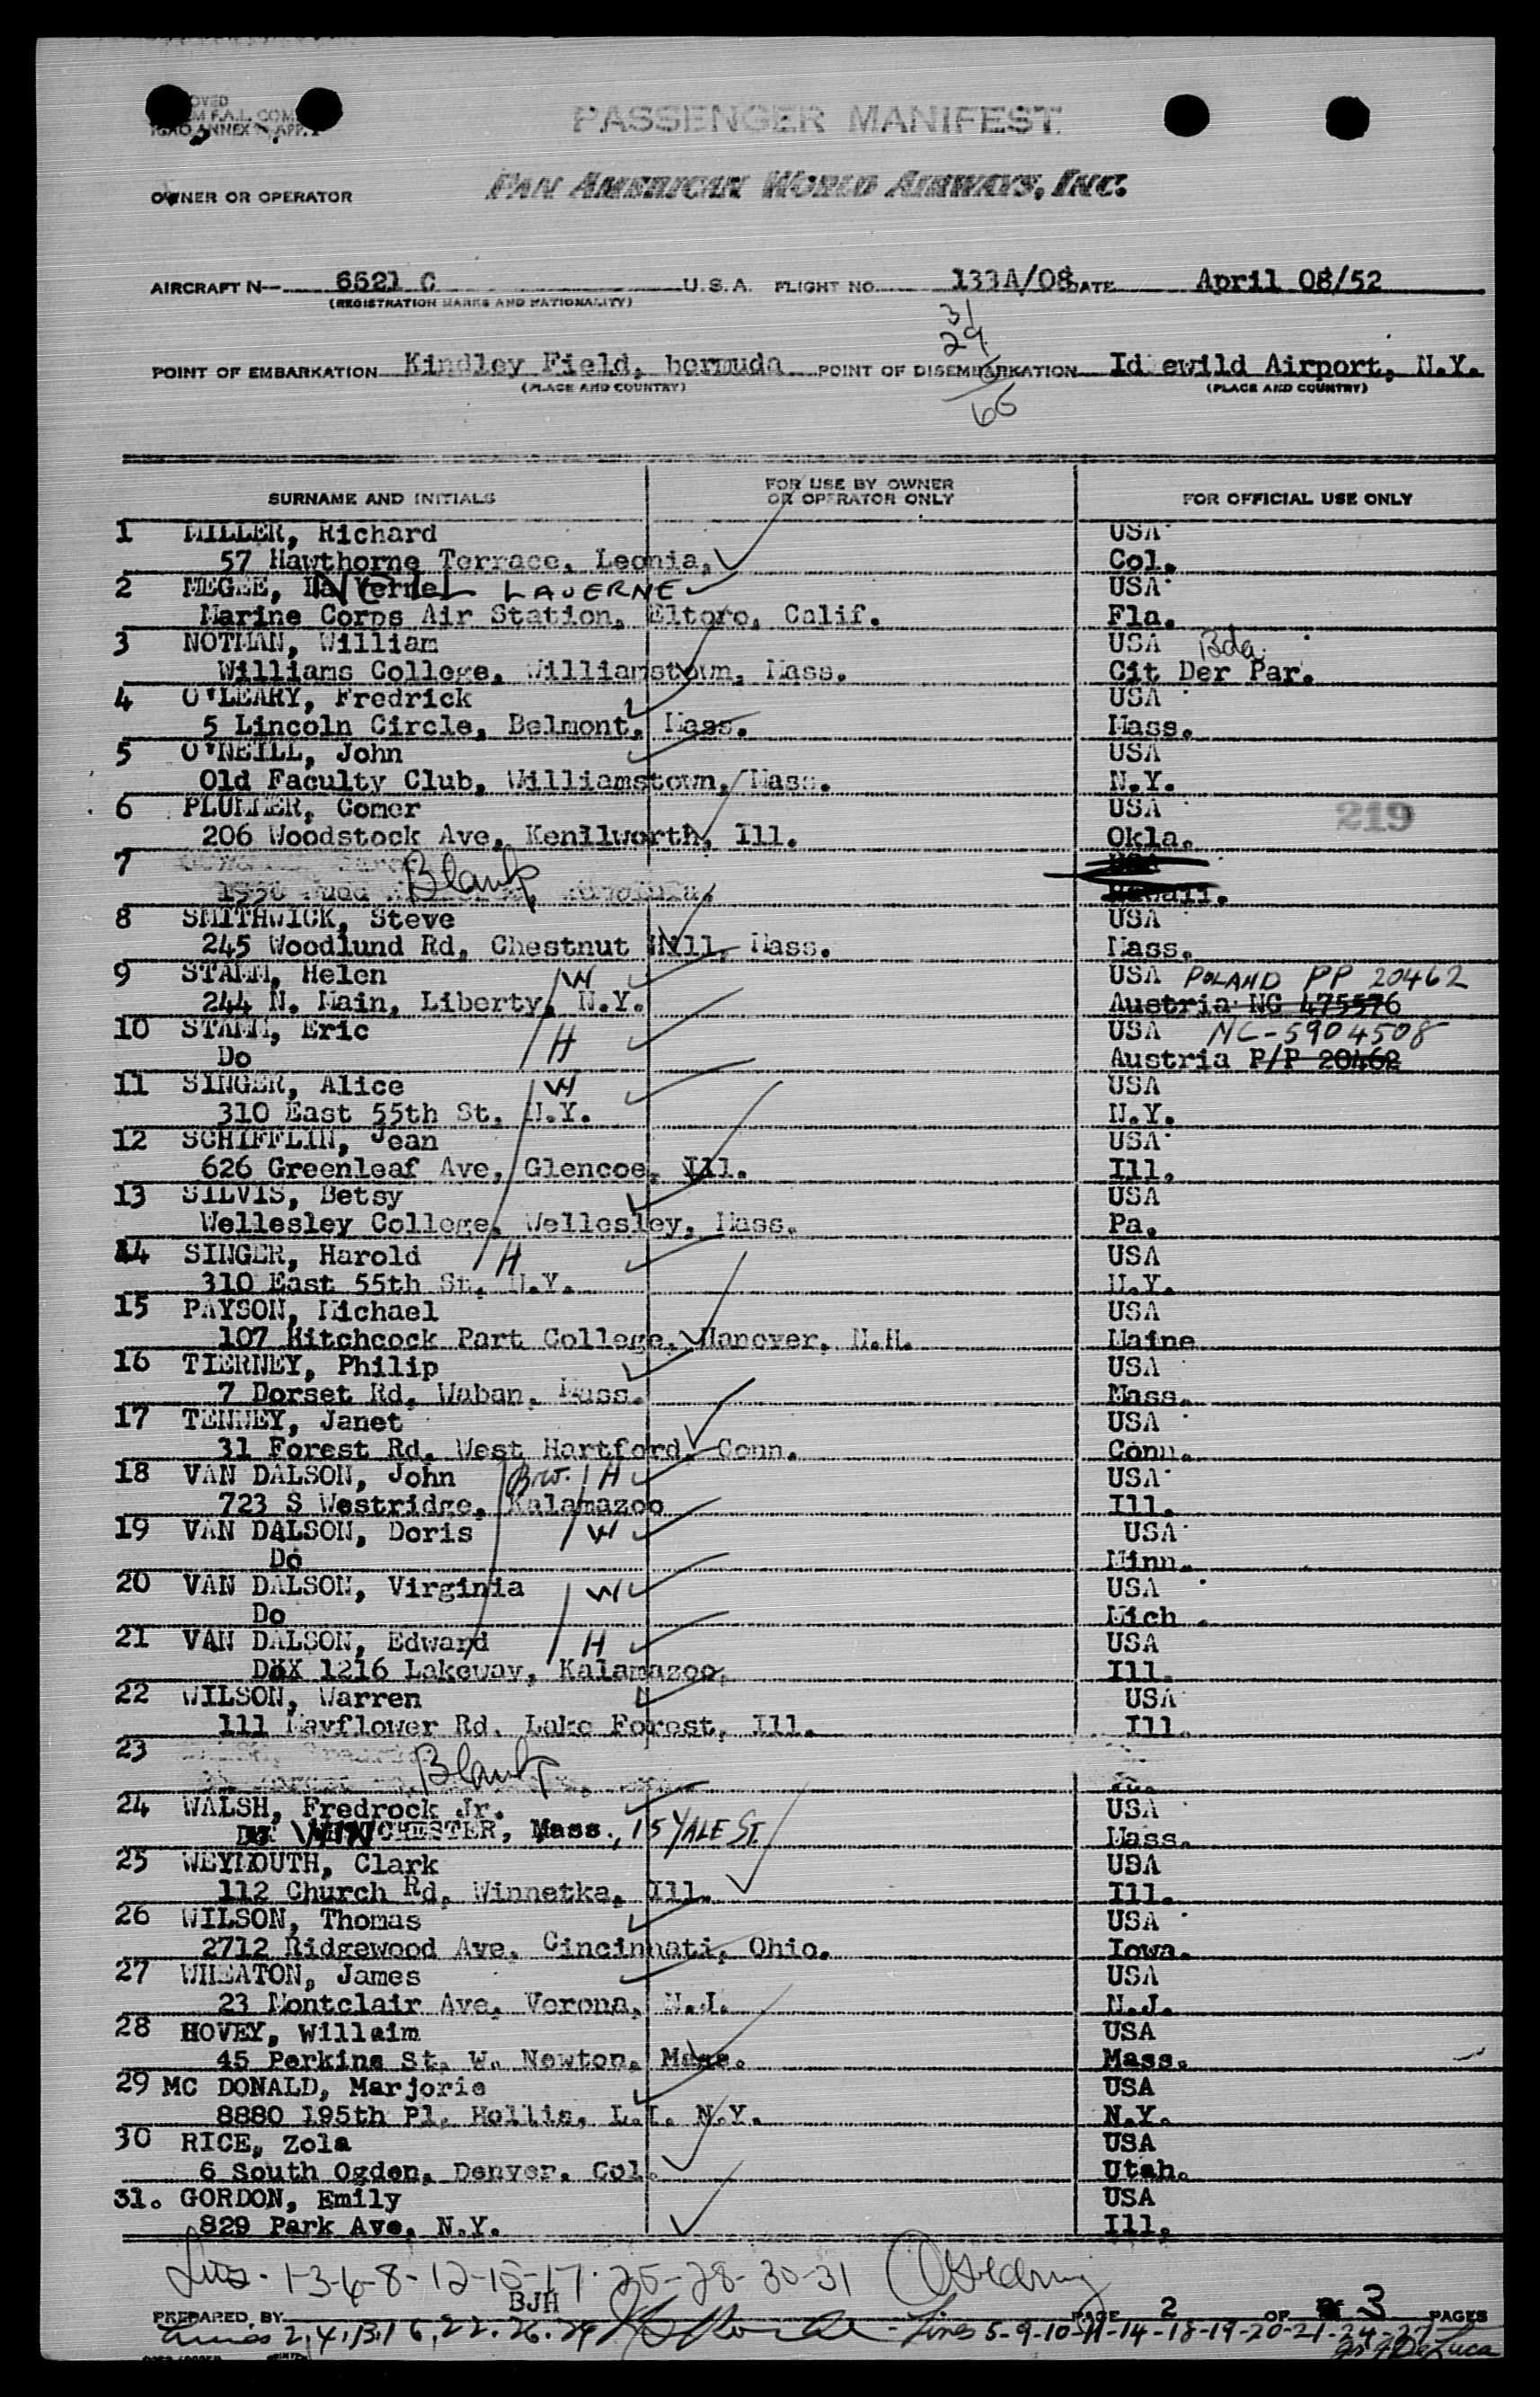 PASSENGER MANIFEST
OWNER OR OPERATOR PAN AMERICAN WORLD AIRWAYS, INC.
AIRCRAFT N— 6521 C U.S.A. FLIGHT NO. 133A/08 DATE April 08/52
(REGISTRATION MARKS AND NATIONALITY)
31
29
POINT OF EMBARKATION Kindley Field, bermuda POINT OF DISEMBARKATION Id ewild Airport, N.Y.
(PLACE AND COUNTRY) (PLACE AND COUNTRY)
66
SURNAME AND INITIALS FOR USE BY OWNER OR OPERATOR ONLY FOR OFFICIAL USE ONLY
1 MILLER, Richard USA
57 Hawthorne Terrace, Leonia, Col.
2 MEGEE, LAVERNE USA
Marine Corps Air Station, Eltoro, Calif. Fla.
3 NOTMAN, William USA Bda.
Williams College, Williamstown, Mass. Cit Der Par.
4 O'LEARY, Fredrick USA
5 Lincoln Circle, Belmont, Mass. Mass.
5 O'NEILL, John USA
Old Faculty Club, Williamstown, Mass. N.Y.
6 PLUMMER, Comer USA 219
206 Woodstock Ave, Kenilworth, Ill. Okla.
7 Blank USA
Hawaii.
8 SMITHWICK, Steve USA
245 Woodlund Rd, Chestnut Hill, Mass. Mass.
9 STAMM, Helen W USA POLAND PP 20462
244 N. Main, Liberty, N.Y. Austria NC 475576
10 STAMM, Eric H USA NC-5904508
Do Austria P/P 20462
11 SINGER, Alice W USA
310 East 55th St, N.Y. N.Y.
12 SCHIFFLIN, Jean USA
626 Greenleaf Ave, Glencoe, Ill. Ill.
13 SILVIS, Betsy USA
Wellesley College, Wellesley, Mass. Pa.
14 SINGER, Harold H USA
310 East 55th St, N.Y. N.Y.
15 PAYSON, Michael USA
107 Hitchcock Part College, Hanover, N.H. Maine
16 TIERNEY, Philip USA
7 Dorset Rd, Waban, Mass. Mass.
17 TENNEY, Janet USA
31 Forest Rd, West Hartford, Conn. Conn.
18 VAN DALSON, John Bro. H USA
723 S Westridge, Kalamazoo Ill.
19 VAN DALSON, Doris W USA
Do Minn.
20 VAN DALSON, Virginia W USA
Do Mich.
21 VAN DALSON, Edward H USA
DOX 1216 Lakeway, Kalamazoo, Ill.
22 WILSON, Warren USA
111 Mayflower Rd. Lake Forest, Ill. Ill.
23 Blank
24 WALSH, Fredrock Jr. USA
WINCHESTER, Mass., 15 YALE ST. Mass.
25 WEYMOUTH, Clark USA
112 Church Rd, Winnetka, Ill. Ill.
26 WILSON, Thomas USA
2712 Ridgewood Ave, Cincinnati, Ohio. Iowa.
27 WHEATON, James USA
23 Montclair Ave, Verona, N.J. N.J.
28 HOVEY, Willaim USA
45 Perkins St, W. Newton, Mass. Mass.
29 MC DONALD, Marjorie USA
8880 195th Pl, Hollis, L.I. N.Y. N.Y.
30 RICE, Zola USA
6 South Ogden, Denver, Col. Utah.
31. GORDON, Emily USA
829 Park Ave, N.Y. Ill.
1-3-6-8-12-15-17-25-28-30-31
BJH
PREPARED BY PAGE 2 OF 3 PAGES
Lines 2,4,13,16,22,26,29 Lines 5-9-10-11-14-18-19-20-21-24-27